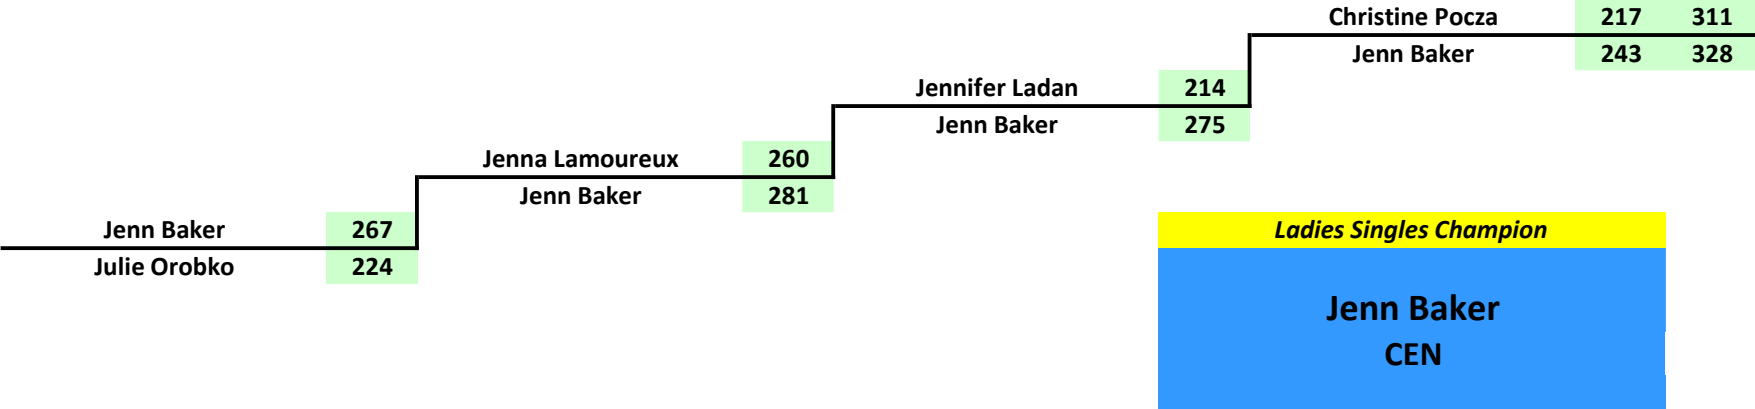 Christine Pocza 217 311
Jenn Baker 243 328
Jennifer Ladan 214
Jenn Baker 275
Jenna Lamoureux 260
Jenn Baker 281
Jenn Baker 267
Julie Orobko 224
Ladies Singles Champion
Jenn Baker
CEN